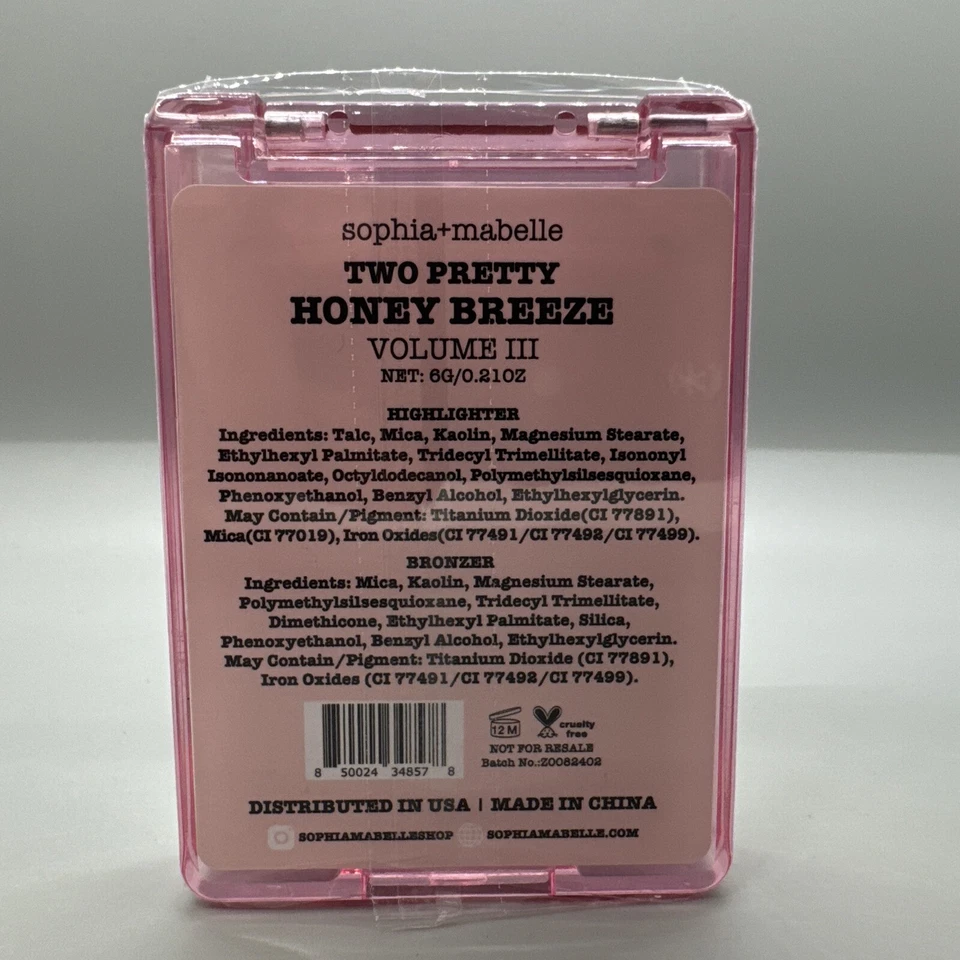 sophia+mabelle
TWO PRETTY
HONEY BREEZE
VOLUME III
NET: 6G/0.21OZ
HIGHLIGHTER
Ingredients: Talc, Mica, Kaolin, Magnesium Stearate,
Ethylhexyl Palmitate, Tridecyl Trimellitate, Isononyl
Isononanoate, Octyldodecanol, Polymethylsilsesquioxane,
Phenoxyethanol, Benzyl Alcohol, Ethylhexylglycerin.
May Contain/Pigment: Titanium Dioxide(CI 77891),
Mica(CI 77019), Iron Oxides(CI 77491/CI 77492/CI 77499).
BRONZER
Ingredients: Mica, Kaolin, Magnesium Stearate,
Polymethylsilsesquioxane, Tridecyl Trimellitate,
Dimethicone, Ethylhexyl Palmitate, Silica,
Phenoxyethanol, Benzyl Alcohol, Ethylhexylglycerin.
May Contain/Pigment: Titanium Dioxide (CI 77891),
Iron Oxides (CI 77491/CI 77492/CI 77499).
12 M
cruelty
free
NOT FOR RESALE
Batch No.:Z0082402
8 50024 34857 8
DISTRIBUTED IN USA | MADE IN CHINA
SOPHIAMABELLESHOP SOPHIAMABELLE.COM